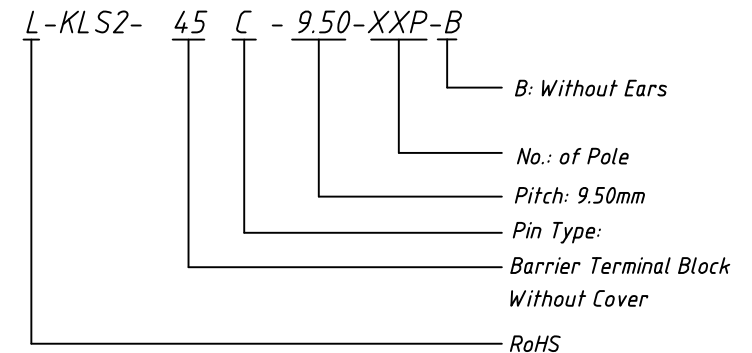 L-KLS2- 45 C - 9.50-XXP-B
B: Without Ears
No.: of Pole
Pitch: 9.50mm
Pin Type:
Barrier Terminal Block
Without Cover
RoHS